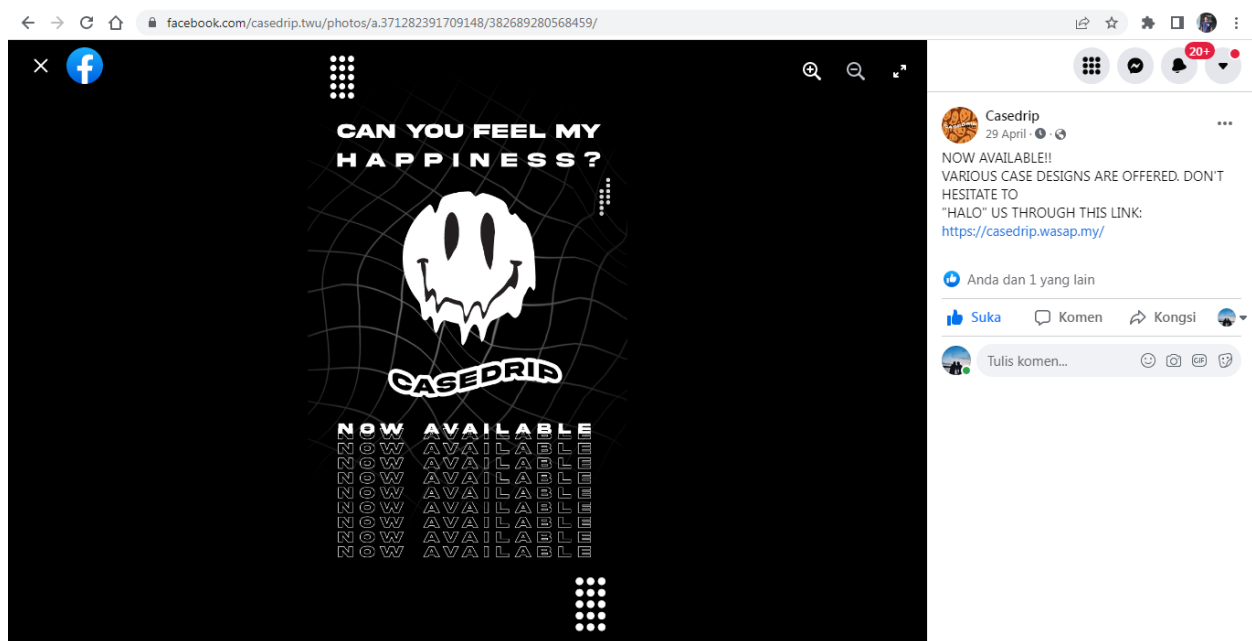 facebook.com/casedrip.twu/photos/a.371282391709148/382689280568459/
CAN YOU FEEL MY
HAPPINESS?
CASEDRIP
NOW AVAILABLE
NOW AVAILABLE
NOW AVAILABLE
NOW AVAILABLE
NOW AVAILABLE
NOW AVAILABLE
NOW AVAILABLE
NOW AVAILABLE
NOW AVAILABLE
20+
Casedrip
29 April
NOW AVAILABLE!!
VARIOUS CASE DESIGNS ARE OFFERED. DON'T
HESITATE TO
"HALO" US THROUGH THIS LINK:
https://casedrip.wasap.my/
Anda dan 1 yang lain
Suka Komen Kongsi
Tulis komen...
GIF